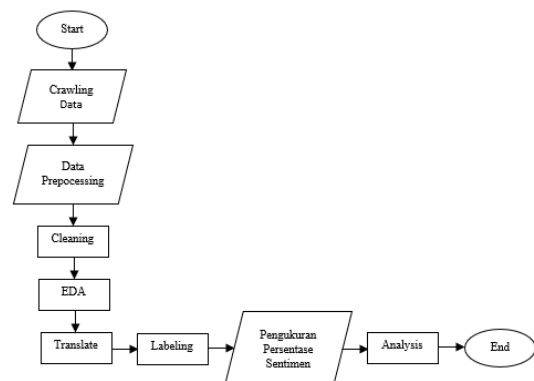 Start
Crawling
Data
Data
Prepocessing
Cleaning
EDA
Translate
Labeling
Pengukuran
Persentase
Sentimen
Analysis
End